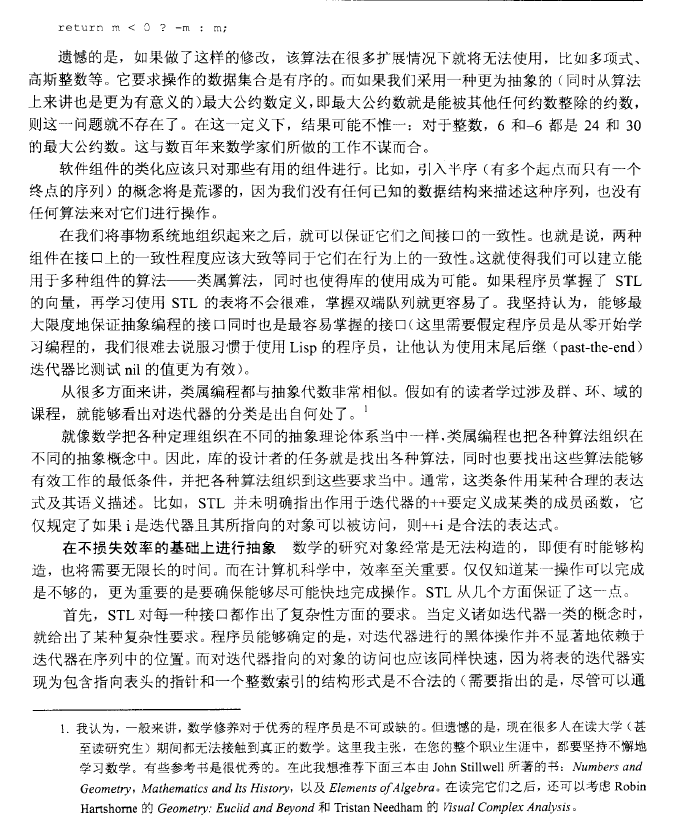 return m < 0 ? -m : m;
遗憾的是，如果做了这样的修改，该算法在很多扩展情况下就将无法使用，比如多项式、
高斯整数等。它要求操作的数据集合是有序的。而如果我们采用一种更为抽象的（同时从算法
上来讲也是更为有意义的）最大公约数定义，即最大公约数就是能被其他任何约数整除的约数，
则这一问题就不存在了。在这一定义下，结果可能不惟一：对于整数，6 和–6 都是 24 和 30
的最大公约数。这与数百年来数学家们所做的工作不谋而合。
软件组件的类化应该只对那些有用的组件进行。比如，引入半序（有多个起点而只有一个
终点的序列）的概念将是荒谬的，因为我们没有任何已知的数据结构来描述这种序列，也没有
任何算法来对它们进行操作。
在我们将事物系统地组织起来之后，就可以保证它们之间接口的一致性。也就是说，两种
组件在接口上的一致性程度应该大致等同于它们在行为上的一致性。这就使得我们可以建立能
用于多种组件的算法——类属算法，同时也使得库的使用成为可能。如果程序员掌握了 STL
的向量，再学习使用 STL 的表将不会很难，掌握双端队列就更容易了。我坚持认为，能够最
大限度地保证抽象编程的接口同时也是最容易掌握的接口（这里需要假定程序员是从零开始学
习编程的，我们很难去说服习惯于使用 Lisp 的程序员，让他认为使用末尾后继（past-the-end）
迭代器比测试 nil 的值更为有效）。
从很多方面来讲，类属编程都与抽象代数非常相似。假如有的读者学过涉及群、环、域的
课程，就能够看出对迭代器的分类是出自何处了。1
就像数学把各种定理组织在不同的抽象理论体系当中一样，类属编程也把各种算法组织在
不同的抽象概念中。因此，库的设计者的任务就是找出各种算法，同时也要找出这些算法能够
有效工作的最低条件，并把各种算法组织到这些要求当中。通常，这类条件用某种合理的表达
式及其语义描述。比如，STL 并未明确指出作用于迭代器的++要定义成某类的成员函数，它
仅规定了如果 i 是迭代器且其所指向的对象可以被访问，则++i 是合法的表达式。
在不损失效率的基础上进行抽象 数学的研究对象经常是无法构造的，即便有时能够构
造，也将需要无限长的时间。而在计算机科学中，效率至关重要。仅仅知道某一操作可以完成
是不够的，更为重要的是要确保能够尽可能快地完成操作。STL 从几个方面保证了这一点。
首先，STL 对每一种接口都作出了复杂性方面的要求。当定义诸如迭代器一类的概念时，
就给出了某种复杂性要求。程序员能够确定的是，对迭代器进行的黑体操作并不显著地依赖于
迭代器在序列中的位置。而对迭代器指向的对象的访问也应该同样快速，因为将表的迭代器实
现为包含指向表头的指针和一个整数索引的结构形式是不合法的（需要指出的是，尽管可以通
1. 我认为，一般来讲，数学修养对于优秀的程序员是不可或缺的。但遗憾的是，现在很多人在读大学（甚
至读研究生）期间都无法接触到真正的数学。这里我主张，在您的整个职业生涯中，都要坚持不懈地
学习数学。有些参考书是很优秀的。在此我想推荐下面三本由 John Stillwell 所著的书：Numbers and
Geometry，Mathematics and Its History，以及 Elements of Algebra。在读完它们之后，还可以考虑 Robin
Hartshorne 的 Geometry: Euclid and Beyond 和 Tristan Needham 的 Visual Complex Analysis。